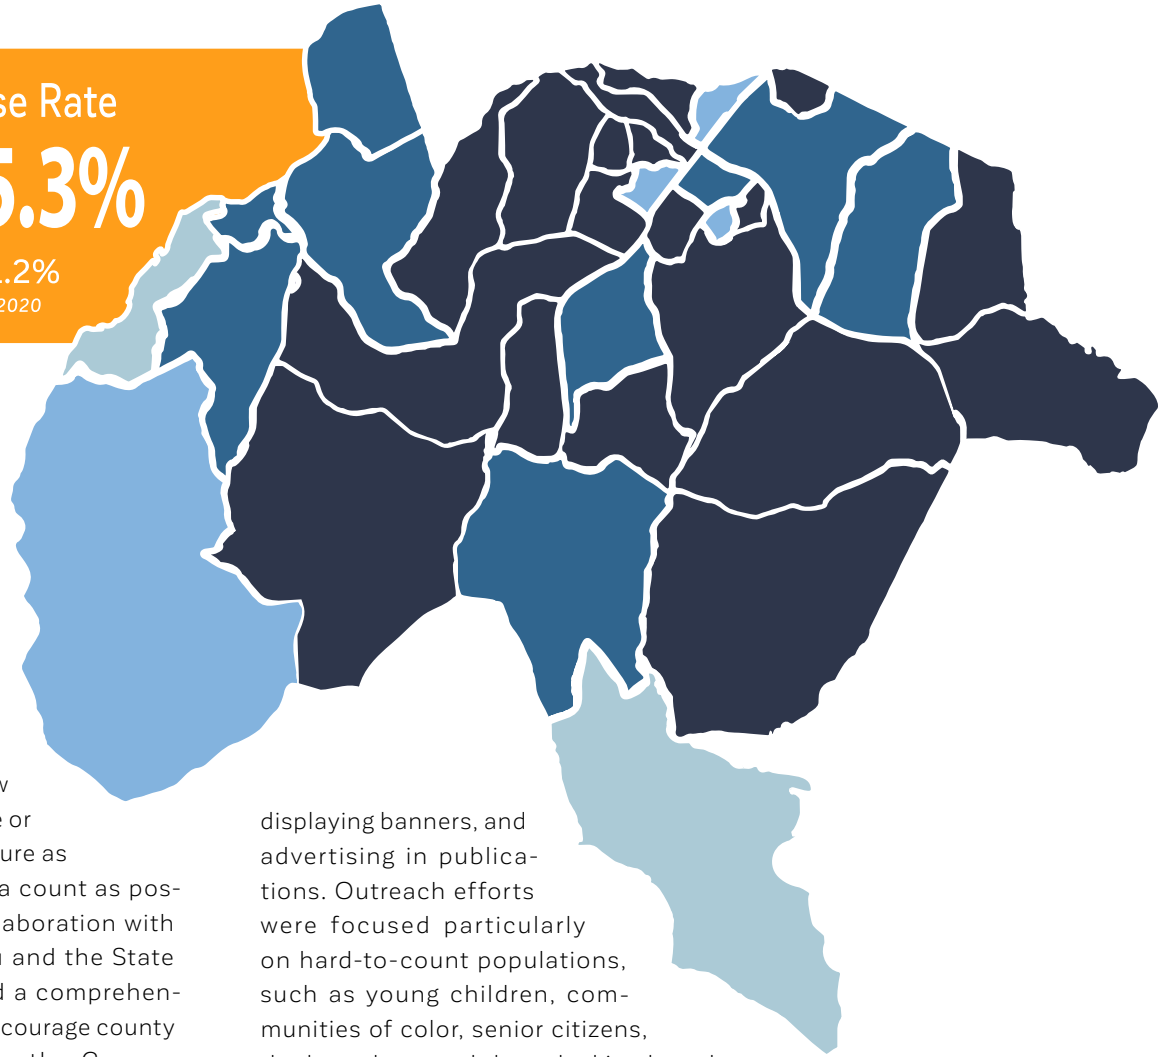 se Rate
5.3%
.2%
2020
w
e or
ure as
a count as pos-
laboration with
and the State
d a comprehen-
courage county
displaying banners, and
advertising in publica-
tions. Outreach efforts
were focused particularly
on hard-to-count populations,
such as young children, com-
munities of color, senior citizens,